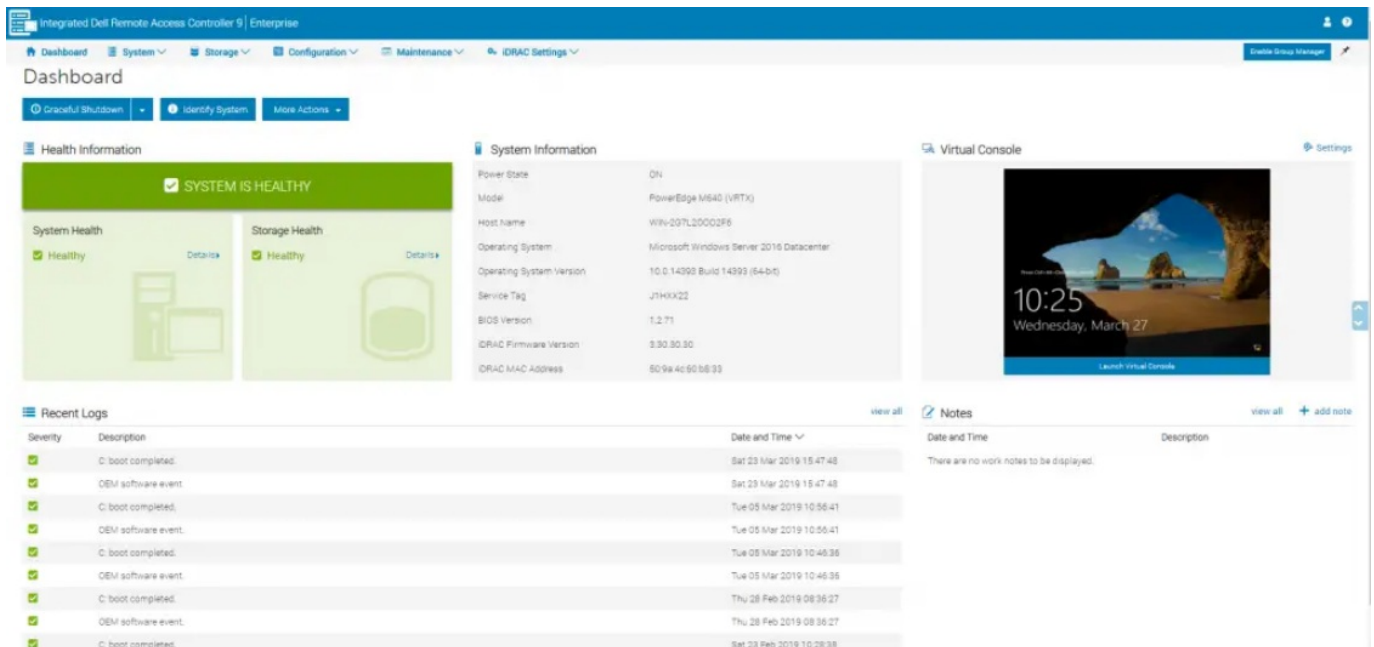 Integrated Dell Remote Access Controller 9 | Enterprise
Dashboard System Storage Configuration Maintenance iDRAC Settings Enable Group Manager
Dashboard
Graceful Shutdown Identify System More Actions
Health Information
SYSTEM IS HEALTHY
System Health
Healthy Details
Storage Health
Healthy Details
System Information
Power State ON
Model PowerEdge M640 (VRTX)
Host Name
Operating System Microsoft Windows Server 2016 Datacenter
Operating System Version 10.0.14393 Build 14393 (64-bit)
Service Tag
BIOS Version 1.2.71
iDRAC Firmware Version 3.30.30.30
iDRAC MAC Address
Virtual Console Settings
10:25
Wednesday, March 27
Launch Virtual Console
Recent Logs view all
Severity Description Date and Time
C: boot completed. Sat 23 Mar 2019 15:47:48
OEM software event. Sat 23 Mar 2019 15:47:48
C: boot completed. Tue 05 Mar 2019 10:56:41
OEM software event. Tue 05 Mar 2019 10:56:41
C: boot completed. Tue 05 Mar 2019 10:46:36
OEM software event. Tue 05 Mar 2019 10:46:36
C: boot completed. Thu 28 Feb 2019 08:36:27
OEM software event. Thu 28 Feb 2019 08:36:27
C: boot completed. Sat 23 Feb 2019 10:28:38
Notes view all + add note
Date and Time Description
There are no work notes to be displayed.